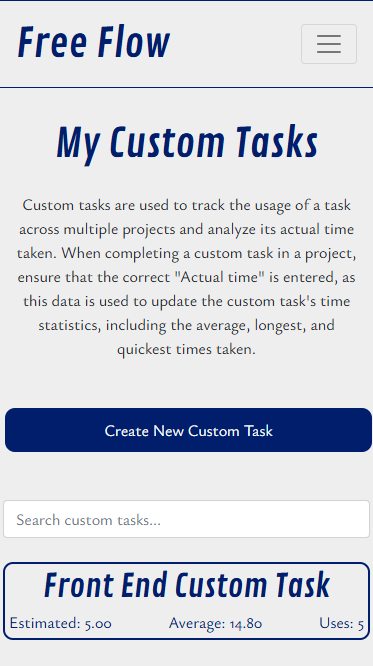 Free Flow
My Custom Tasks
Custom tasks are used to track the usage of a task
across multiple projects and analyze its actual time
taken. When completing a custom task in a project,
ensure that the correct "Actual time" is entered, as
this data is used to update the custom task's time
statistics, including the average, longest, and
quickest times taken.
Create New Custom Task
Search custom tasks...
Front End Custom Task
Estimated: 5.00 Average: 14.80 Uses: 5